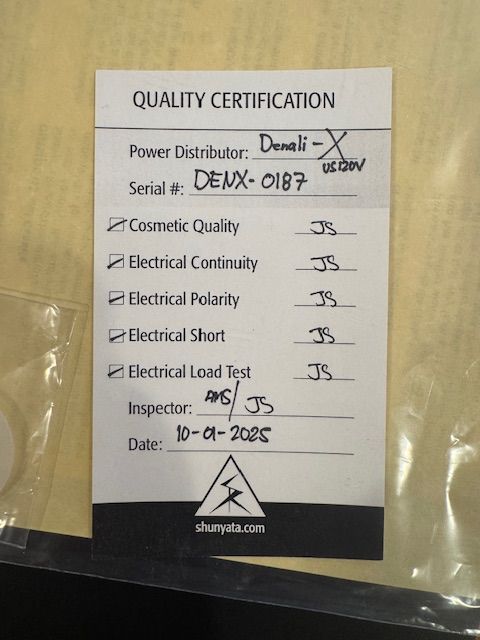 QUALITY CERTIFICATION
Power Distributor: Denali-X
US120V
Serial #: DENX-0187
Cosmetic Quality JS
Electrical Continuity JS
Electrical Polarity JS
Electrical Short JS
Electrical Load Test JS
Inspector: AMS/JS
Date: 10-01-2025
shunyata.com